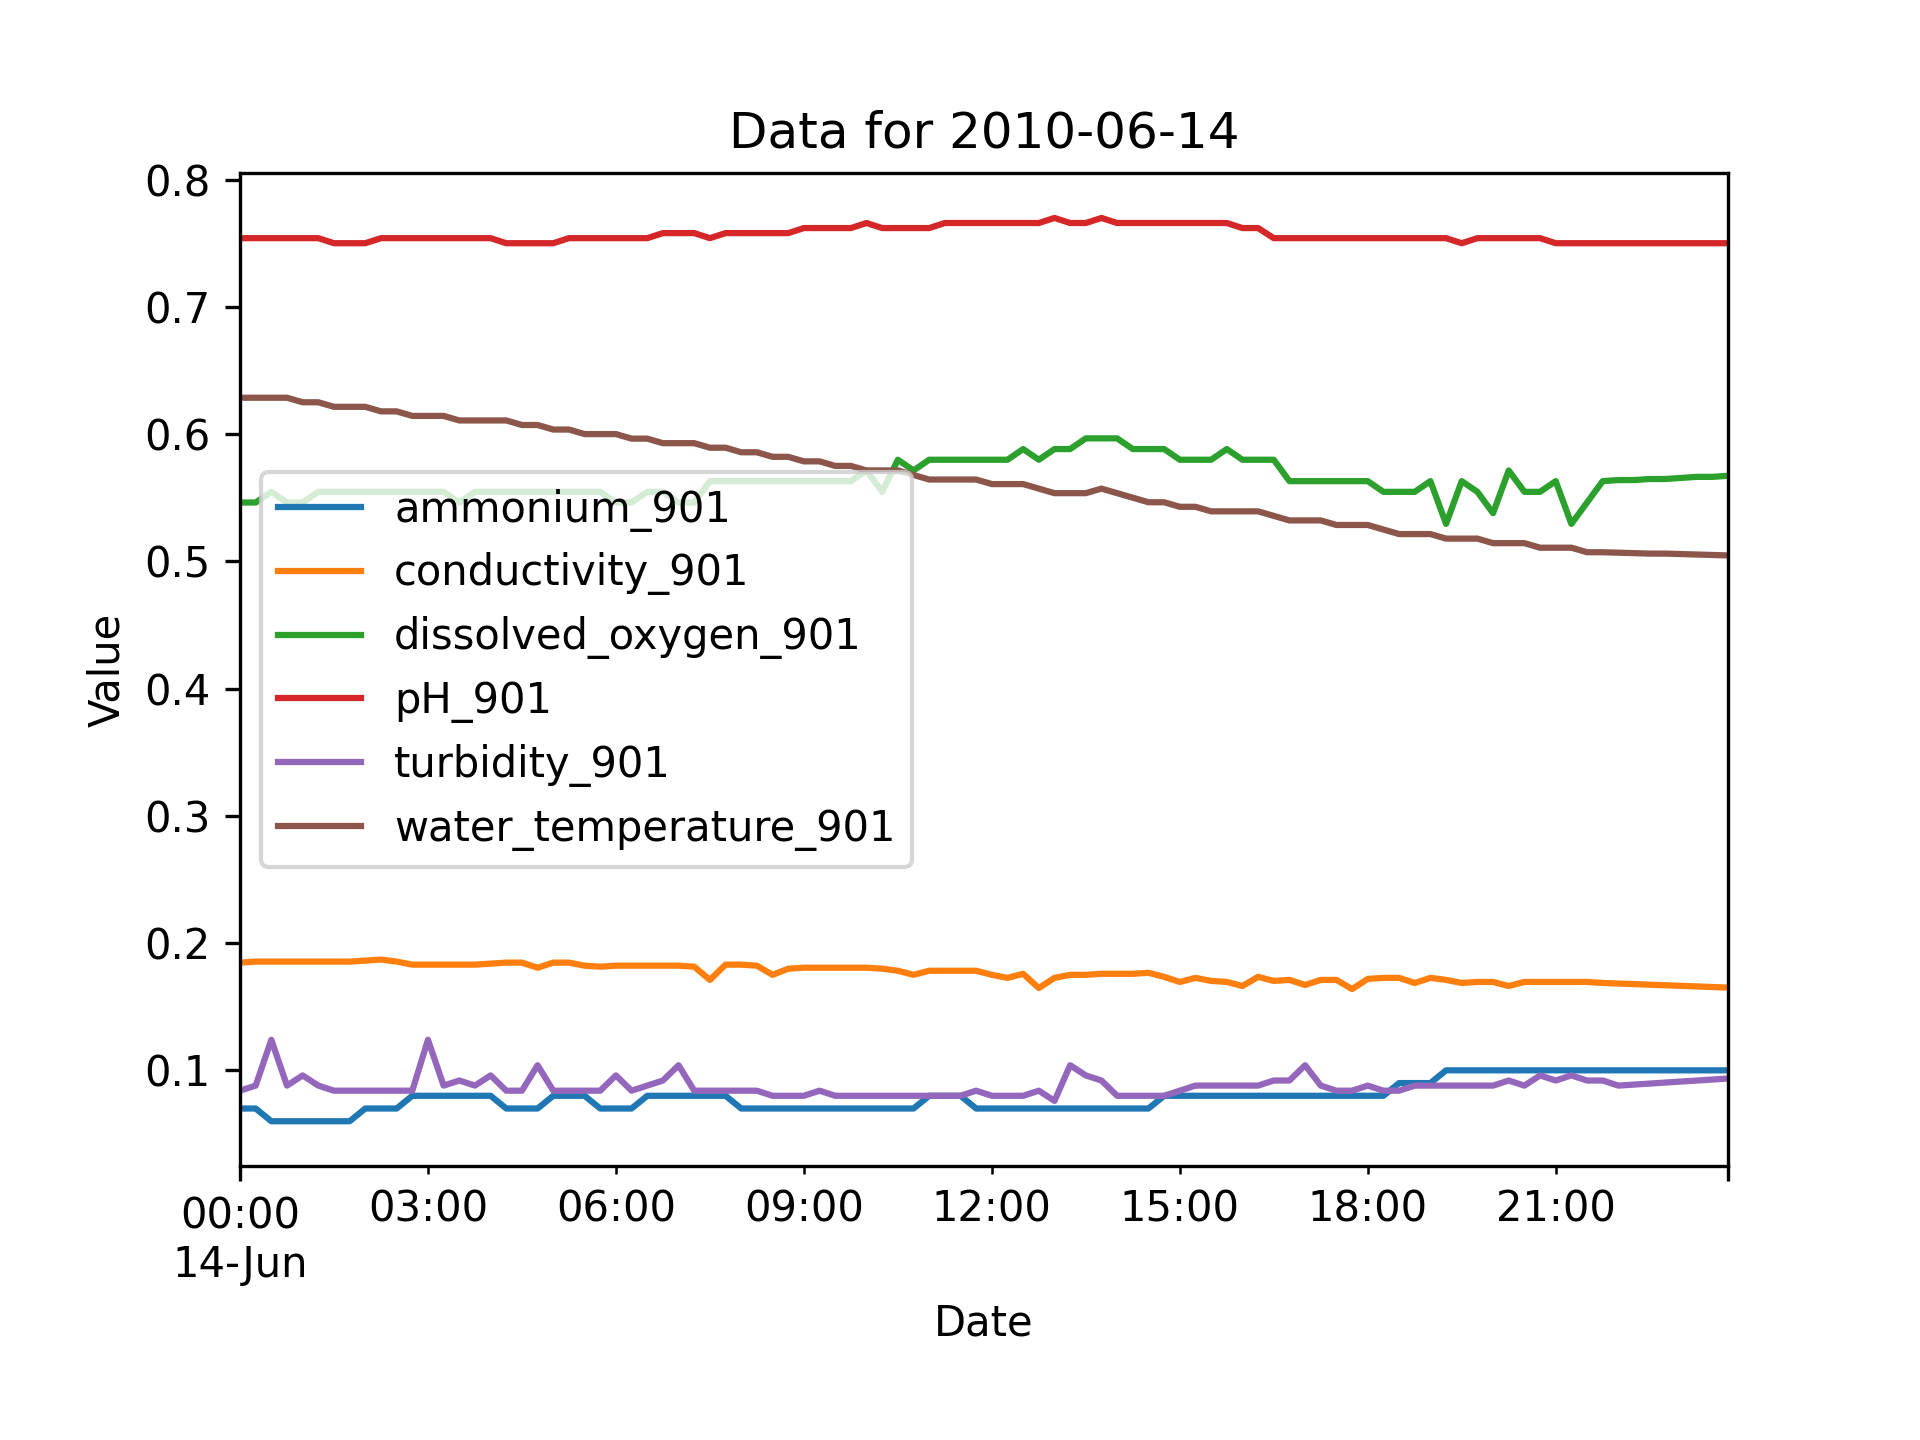 Data for 2010-06-14
0.8
0.7
0.6
0.5
0.4
0.3
0.2
0.1
Value
ammonium_901
conductivity_901
dissolved_oxygen_901
pH_901
turbidity_901
water_temperature_901
00:00 03:00 06:00 09:00 12:00 15:00 18:00 21:00
14-Jun
Date